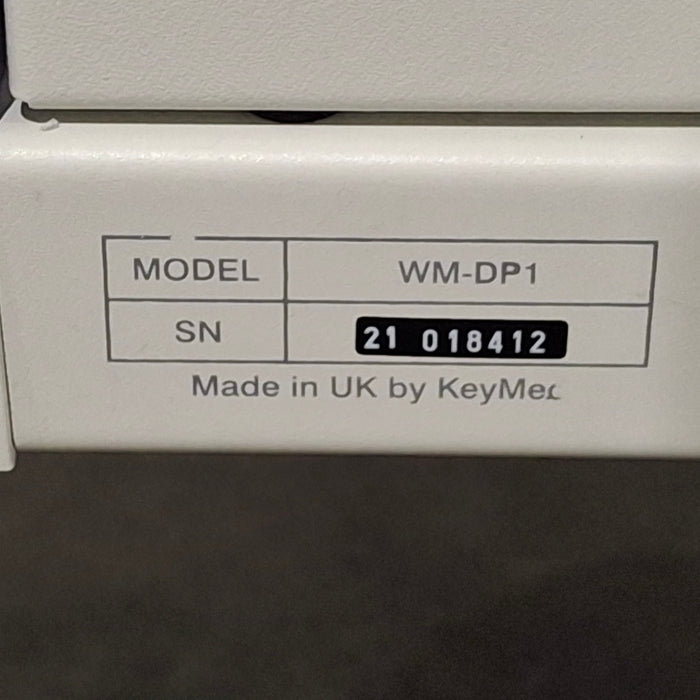 MODEL WM-DP1
SN 21 018412
Made in UK by KeyMed